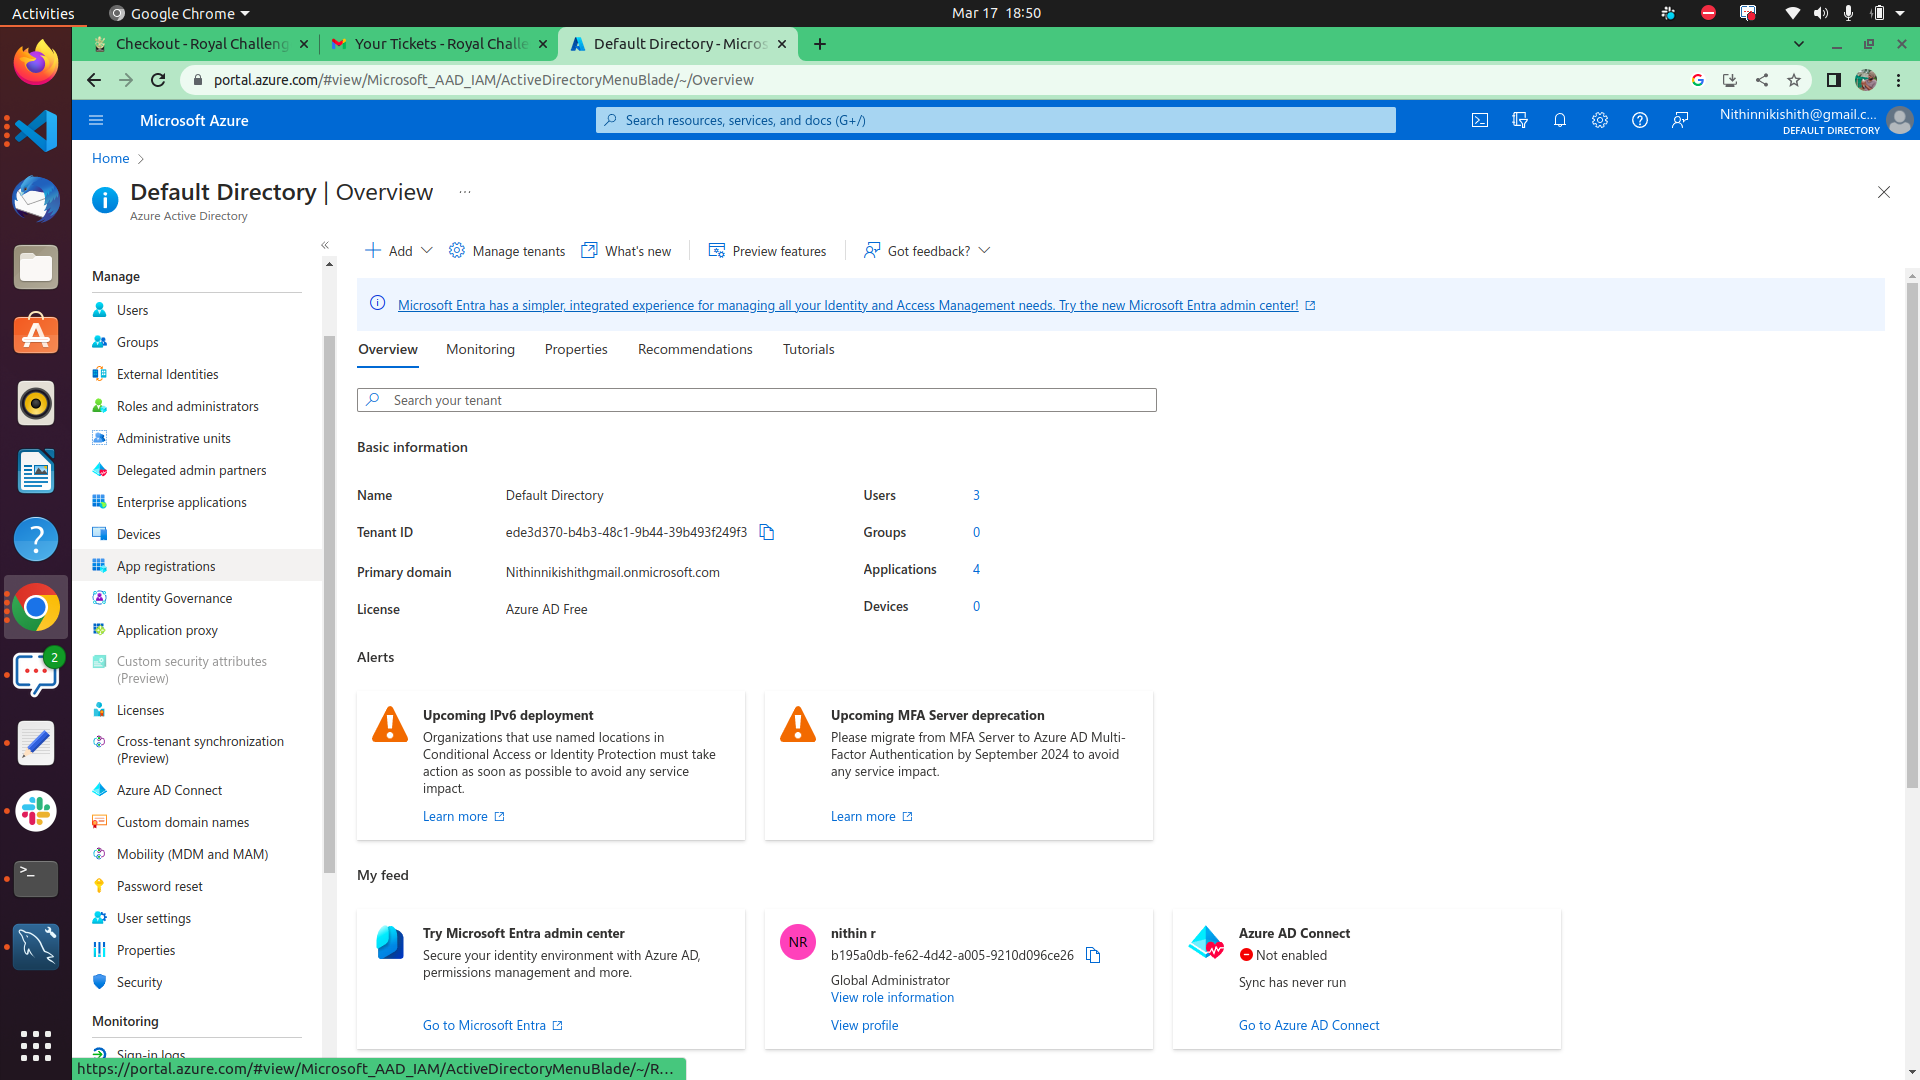 Activities
Google Chrome
Mar 17 18:50
Checkout - Royal Challeng
Your Tickets - Royal Challe
Default Directory - Micros
portal.azure.com/#view/Microsoft_AAD_IAM/ActiveDirectoryMenuBlade/~/Overview
Microsoft Azure
Search resources, services, and docs (G+/)
Nithinnikishith@gmail.c...
DEFAULT DIRECTORY
Home
Default Directory | Overview
Azure Active Directory
Add
Manage tenants
What's new
Preview features
Got feedback?
Manage
Users
Groups
External Identities
Roles and administrators
Administrative units
Delegated admin partners
Enterprise applications
Devices
App registrations
Identity Governance
Application proxy
Custom security attributes
(Preview)
Licenses
Cross-tenant synchronization
(Preview)
Azure AD Connect
Custom domain names
Mobility (MDM and MAM)
Password reset
User settings
Properties
Security
Monitoring
Sign-in logs
Microsoft Entra has a simpler, integrated experience for managing all your Identity and Access Management needs. Try the new Microsoft Entra admin center!
Overview
Monitoring
Properties
Recommendations
Tutorials
Search your tenant
Basic information
Name
Default Directory
Users
3
Tenant ID
ede3d370-b4b3-48c1-9b44-39b493f249f3
Groups
0
Primary domain
Nithinnikishithgmail.onmicrosoft.com
Applications
4
License
Azure AD Free
Devices
0
Alerts
Upcoming IPv6 deployment
Organizations that use named locations in
Conditional Access or Identity Protection must take
action as soon as possible to avoid any service
impact.
Learn more
Upcoming MFA Server deprecation
Please migrate from MFA Server to Azure AD Multi-
Factor Authentication by September 2024 to avoid
any service impact.
Learn more
My feed
Try Microsoft Entra admin center
Secure your identity environment with Azure AD,
permissions management and more.
Go to Microsoft Entra
NR
nithin r
b195a0db-fe62-4d42-a005-9210d096ce26
Global Administrator
View role information
View profile
Azure AD Connect
Not enabled
Sync has never run
Go to Azure AD Connect
2
https://portal.azure.com/#view/Microsoft_AAD_IAM/ActiveDirectoryMenuBlade/~/R...